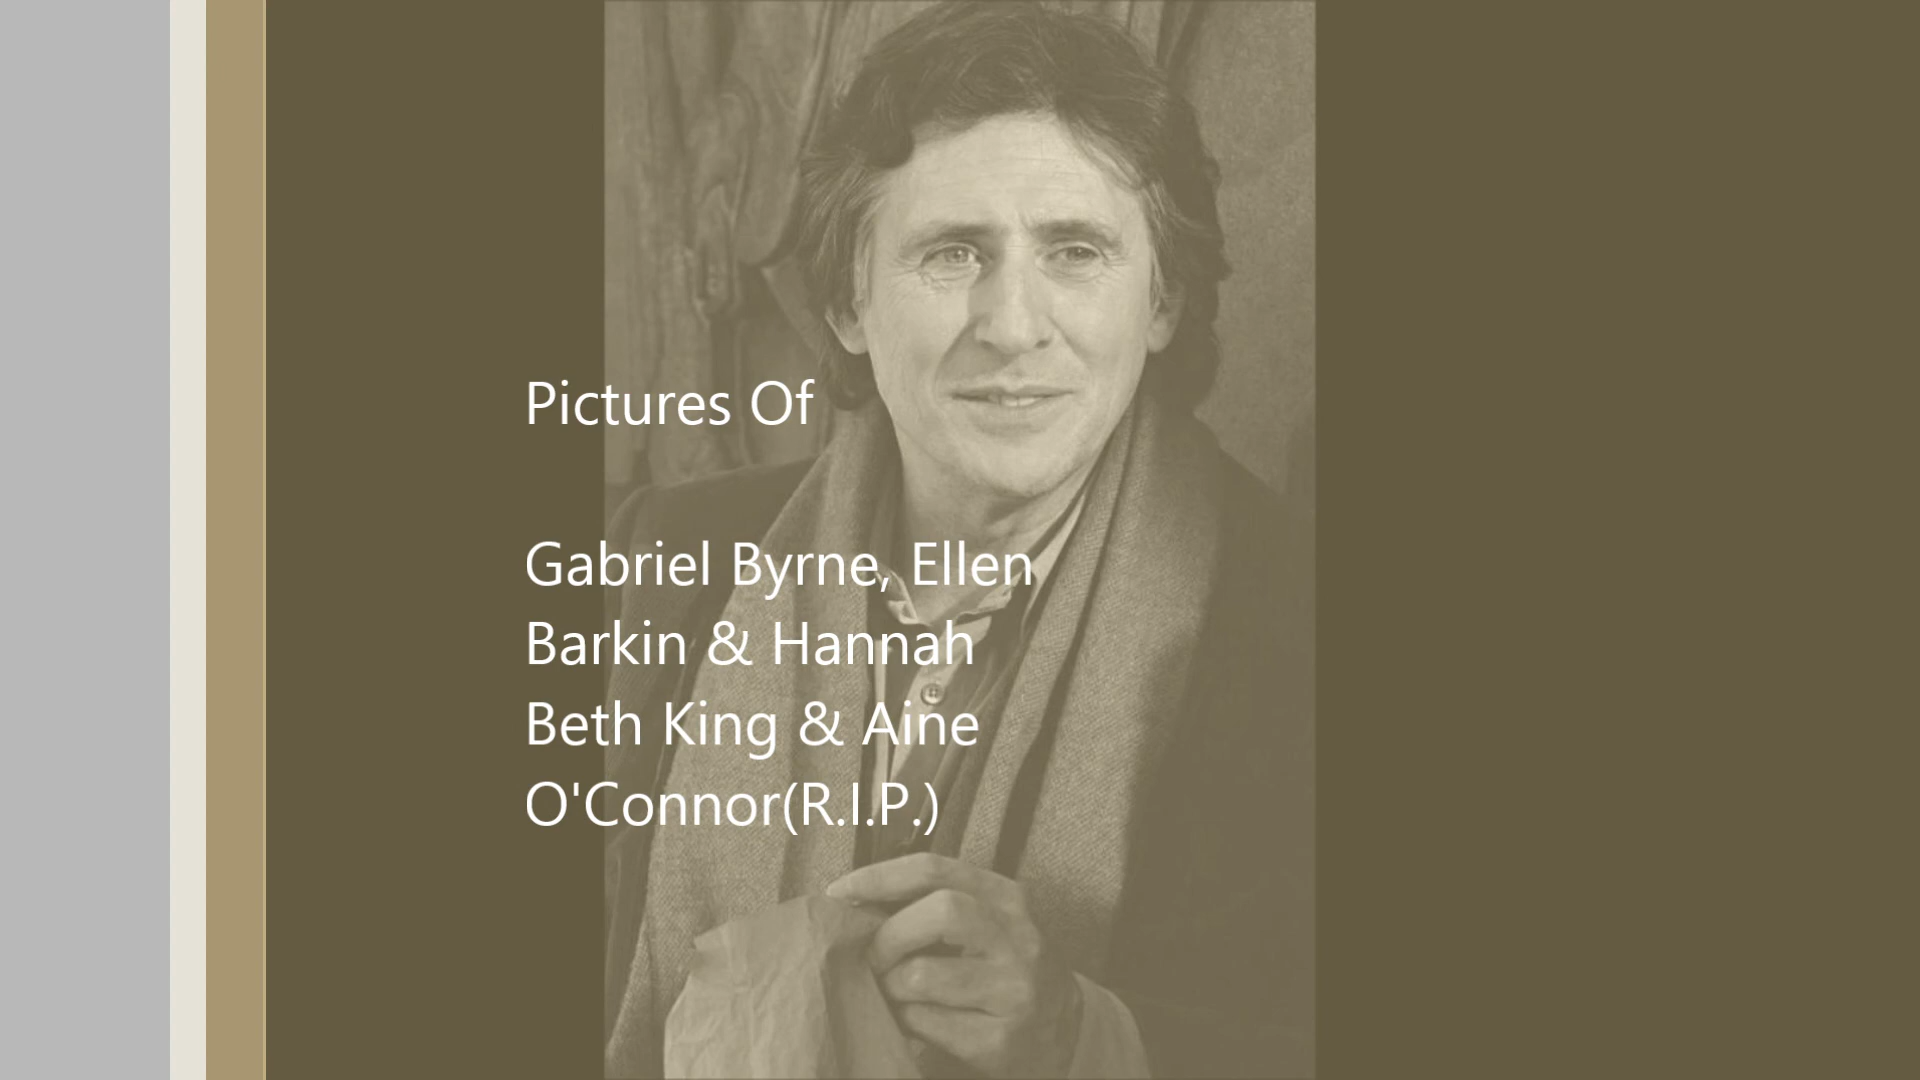 Pictures Of
Gabriel Byrne, Ellen
Barkin & Hannah
Beth King & Aine
O'Connor(R.I.P.)